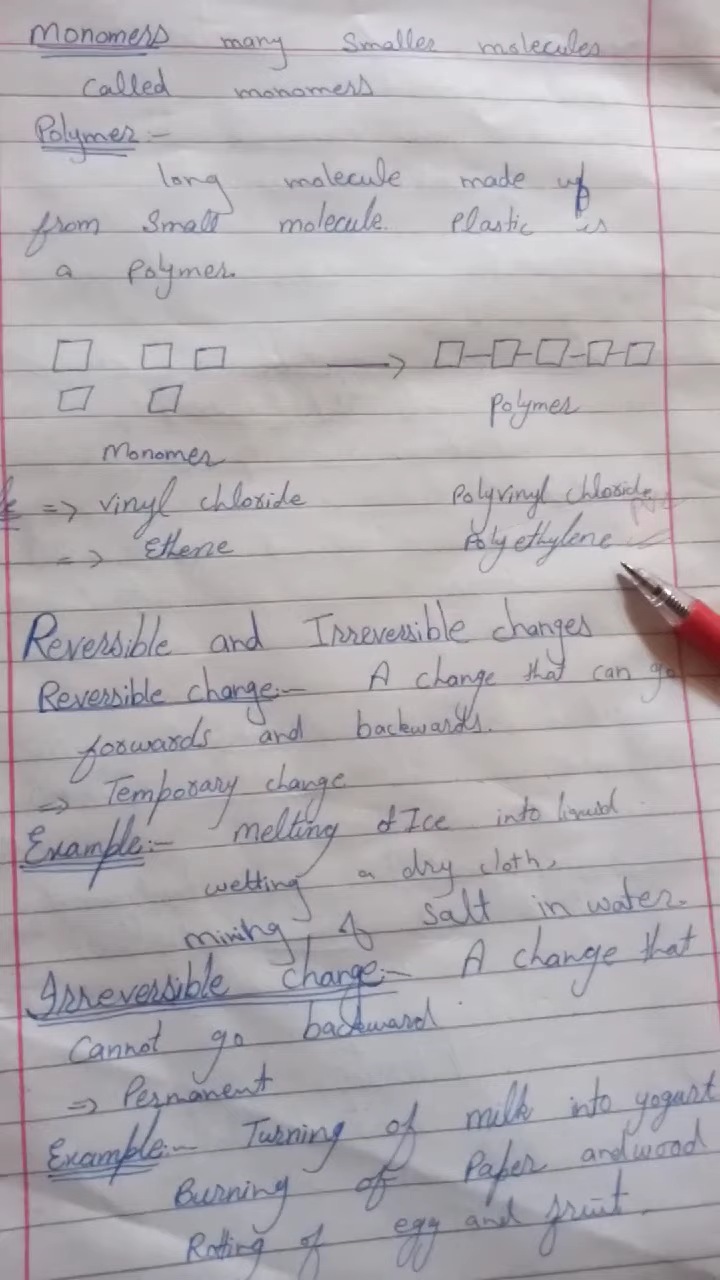 Monomers many smaller molecules
called monomers
Polymer:-
long molecule made up
from small molecule. Plastic is
a polymer.
Polymer
Monomer
=> vinyl chloride Polyvinyl chloride
=> Ethene Polyethylene
Reversible and Irreversible changes
Reversible change:- A change that can go
forwards and backwards.
=> Temporary change
Example:- melting of Ice into liquid
wetting a dry cloth,
mixing of salt in water.
Irreversible change:- A change that
cannot go backward.
=> Permanent
Example:- Turning of milk into yogurt
Burning of Paper and wood
Rotting of egg and fruit.